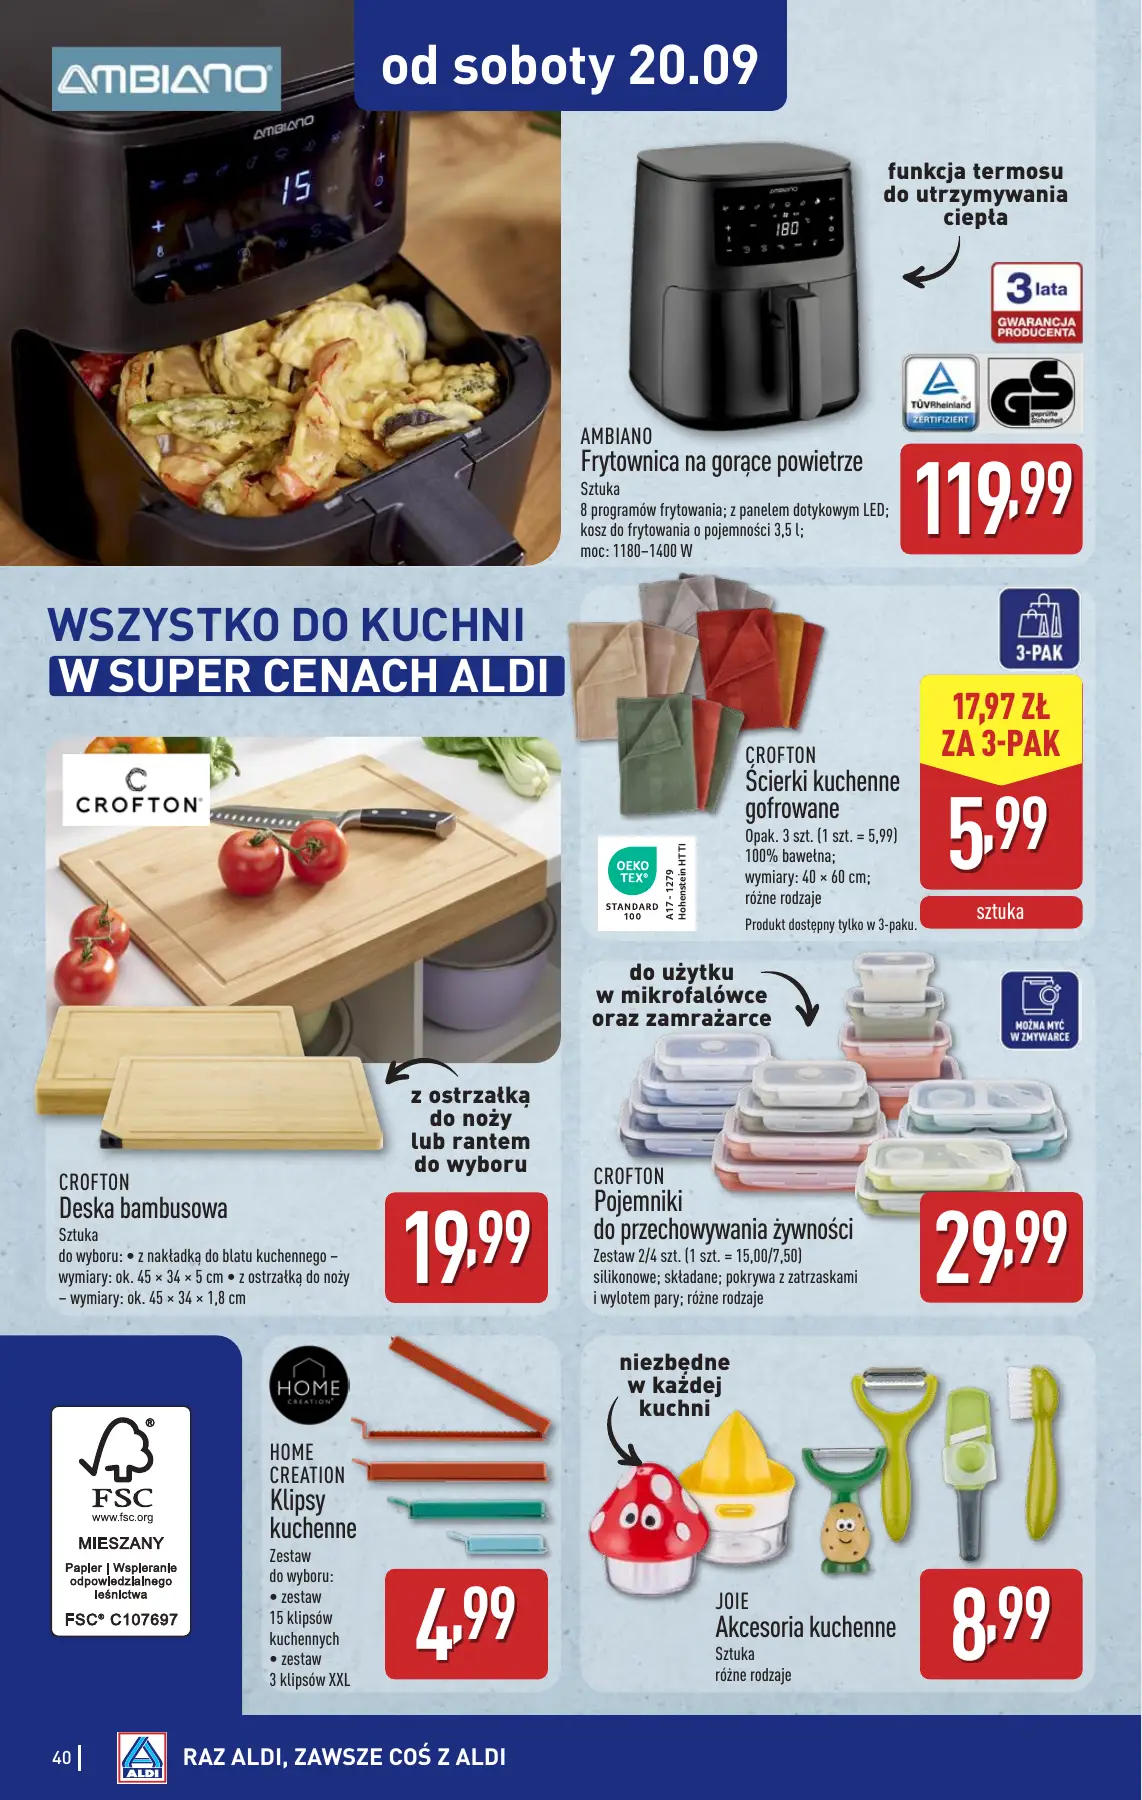 AMBIANO
od soboty 20.09
AMBIANO
15
funkcja termosu
do utrzymywania
ciepła
AMBIANO
180
3 lata
GWARANCJA
PRODUCENTA
TÜVRheinland
ZERTIFIZIERT
GS
geprüfte
Sicherheit
AMBIANO
Frytownica na gorące powietrze
Sztuka
8 programów frytowania; z panelem dotykowym LED;
kosz do frytowania o pojemności 3,5 l;
moc: 1180–1400 W
119,99
WSZYSTKO DO KUCHNI
W SUPER CENACH ALDI
3-PAK
17,97 ZŁ
ZA 3-PAK
5,99
sztuka
CROFTON
Ścierki kuchenne
gofrowane
Opak. 3 szt. (1 szt. = 5,99)
100% bawełna;
wymiary: 40 × 60 cm;
różne rodzaje
Produkt dostępny tylko w 3-paku.
OEKO
TEX®
STANDARD
100
A17 - 1279
Hohenstein HTTI
CROFTON®
z ostrzałką
do noży
lub rantem
do wyboru
CROFTON
Deska bambusowa
Sztuka
do wyboru: • z nakładką do blatu kuchennego –
wymiary: ok. 45 × 34 × 5 cm • z ostrzałką do noży
– wymiary: ok. 45 × 34 × 1,8 cm
19,99
do użytku
w mikrofalówce
oraz zamrażarce
MOŻNA MYĆ
W ZMYWARCE
CROFTON
Pojemniki
do przechowywania żywności
Zestaw 2/4 szt. (1 szt. = 15,00/7,50)
silikonowe; składane; pokrywa z zatrzaskami
i wylotem pary; różne rodzaje
29,99
FSC
www.fsc.org
MIESZANY
Papier | Wspieranie
odpowiedzialnego
leśnictwa
FSC® C107697
HOME
CREATION®
HOME
CREATION
Klipsy
kuchenne
Zestaw
do wyboru:
• zestaw
15 klipsów
kuchennych
• zestaw
3 klipsów XXL
4,99
niezbędne
w każdej
kuchni
JOIE
Akcesoria kuchenne
Sztuka
różne rodzaje
8,99
40
ALDI
RAZ ALDI, ZAWSZE COŚ Z ALDI